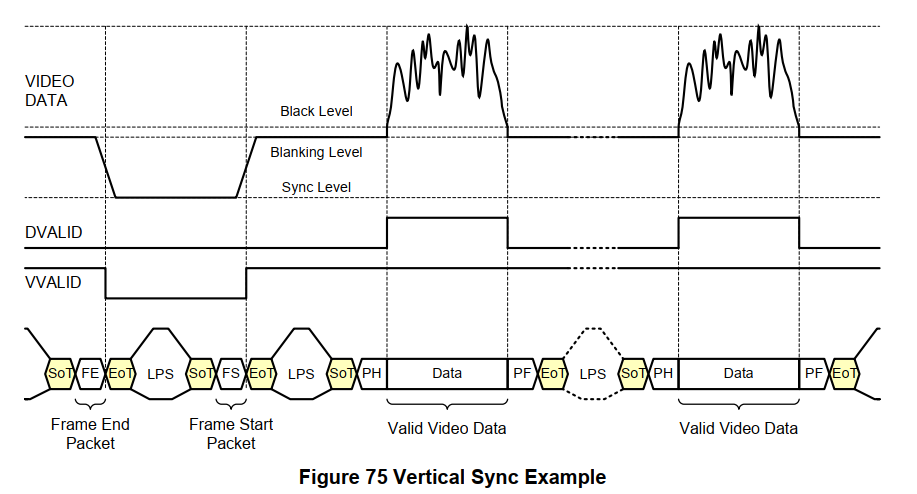 VIDEO
DATA
Black Level
Blanking Level
Sync Level
DVALID
VVALID
SoT FE EoT LPS SoT FS EoT LPS SoT PH Data PF EoT LPS SoT PH Data PF EoT
Frame End
Packet
Frame Start
Packet
Valid Video Data
Valid Video Data
Figure 75 Vertical Sync Example